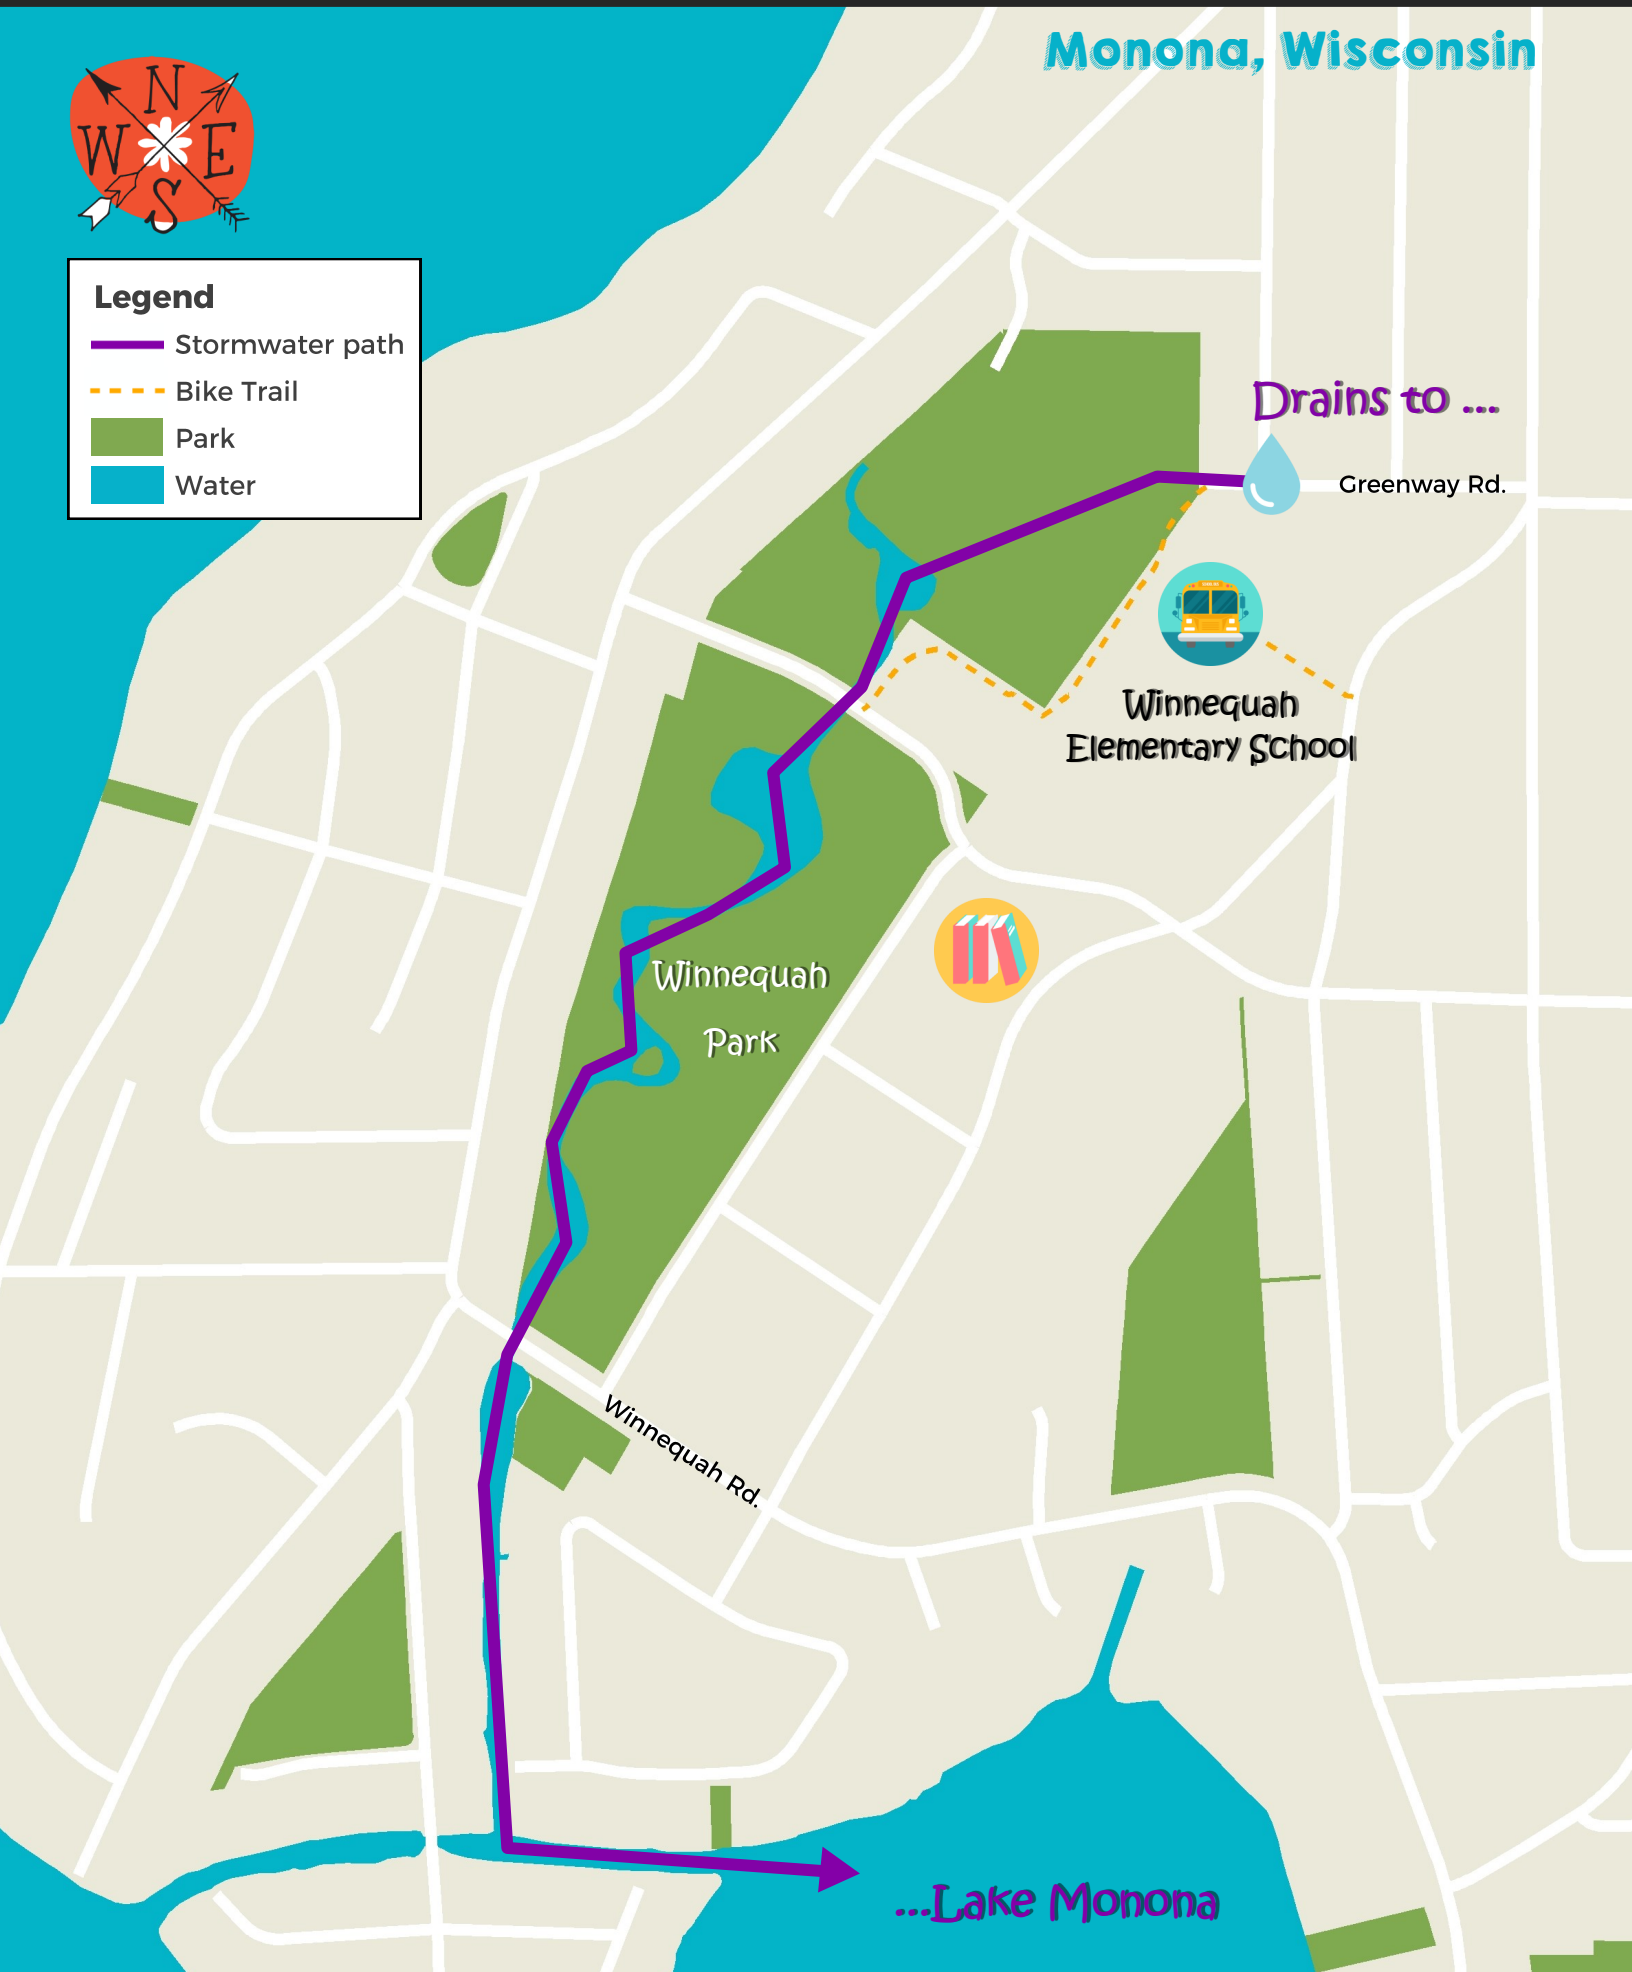 Monona, Wisconsin
N
W E
S
Legend
Stormwater path
Bike Trail
Park
Water
Drains to ...
Greenway Rd.
Winnequah
Elementary School
Winnequah
Park
Winnequah Rd.
...Lake Monona